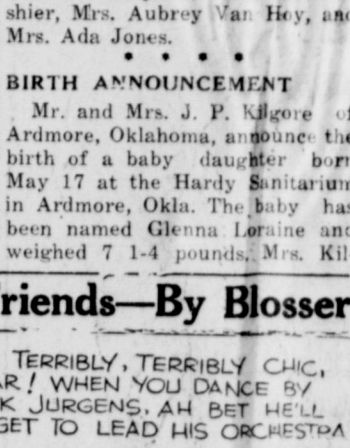 shier, Mrs. Aubrey Van Hoy, and
Mrs. Ada Jones.
* * * *
BIRTH ANNOUNCEMENT
Mr. and Mrs. J. P. Kilgore of
Ardmore, Oklahoma, announce the
birth of a baby daughter born
May 17 at the Hardy Sanitarium
in Ardmore, Okla. The baby has
been named Glenna Loraine and
weighed 7 1-4 pounds. Mrs. Kil-
riends—By Blosser
TERRIBLY, TERRIBLY CHIC,
AR! WHEN YOU DANCE BY
K JURGENS, AH BET HE'LL
GET TO LEAD HIS ORCHESTRA